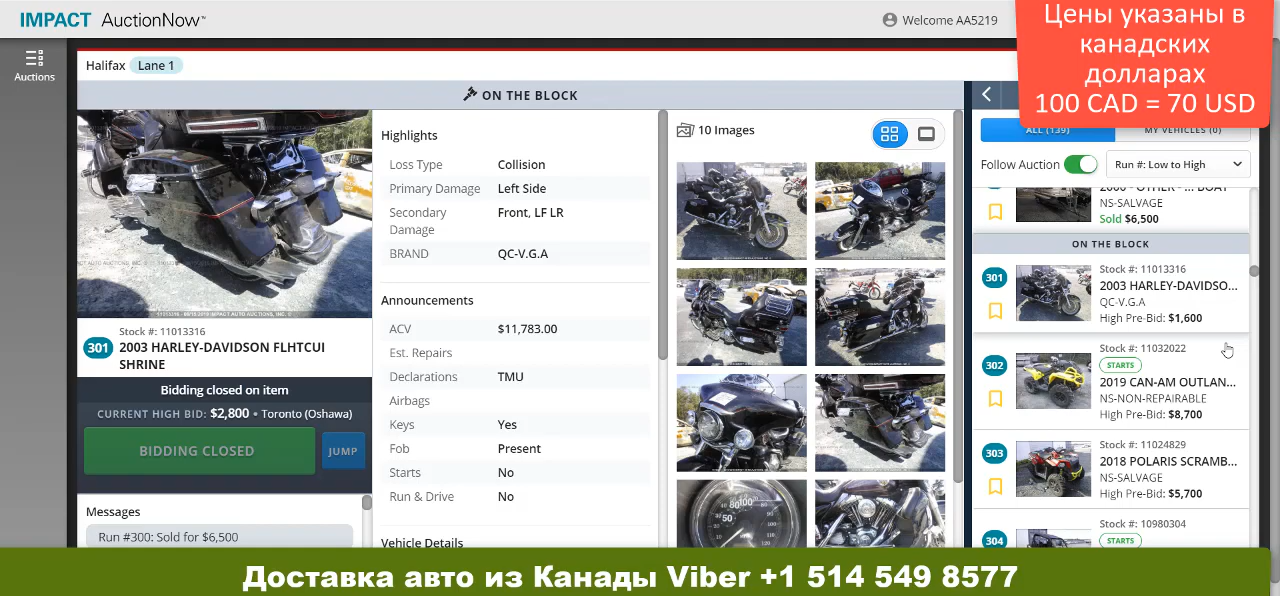 IMPACT AuctionNow™
Welcome AA5219
Цены указаны в
канадских
долларах
100 CAD = 70 USD
Auctions
Halifax Lane 1
ON THE BLOCK
Stock #: 11013316
301 2003 HARLEY-DAVIDSON FLHTCUI
SHRINE
Bidding closed on item
CURRENT HIGH BID: $2,800 • Toronto (Oshawa)
BIDDING CLOSED
JUMP
Messages
Run #300: Sold for $6,500
Highlights
Loss Type Collision
Primary Damage Left Side
Secondary Damage Front, LF LR
BRAND QC-V.G.A
Announcements
ACV $11,783.00
Est. Repairs
Declarations TMU
Airbags
Keys Yes
Fob Present
Starts No
Run & Drive No
Vehicle Details
10 Images
ALL (139) MY VEHICLES (0)
Follow Auction Run #: Low to High
NS-SALVAGE
Sold $6,500
ON THE BLOCK
301
Stock #: 11013316
2003 HARLEY-DAVIDSO...
QC-V.G.A
High Pre-Bid: $1,600
302
Stock #: 11032022
STARTS
2019 CAN-AM OUTLAN...
NS-NON-REPAIRABLE
High Pre-Bid: $8,700
303
Stock #: 11024829
2018 POLARIS SCRAMB...
NS-SALVAGE
High Pre-Bid: $5,700
304
Stock #: 10980304
STARTS
Доставка авто из Канады Viber +1 514 549 8577